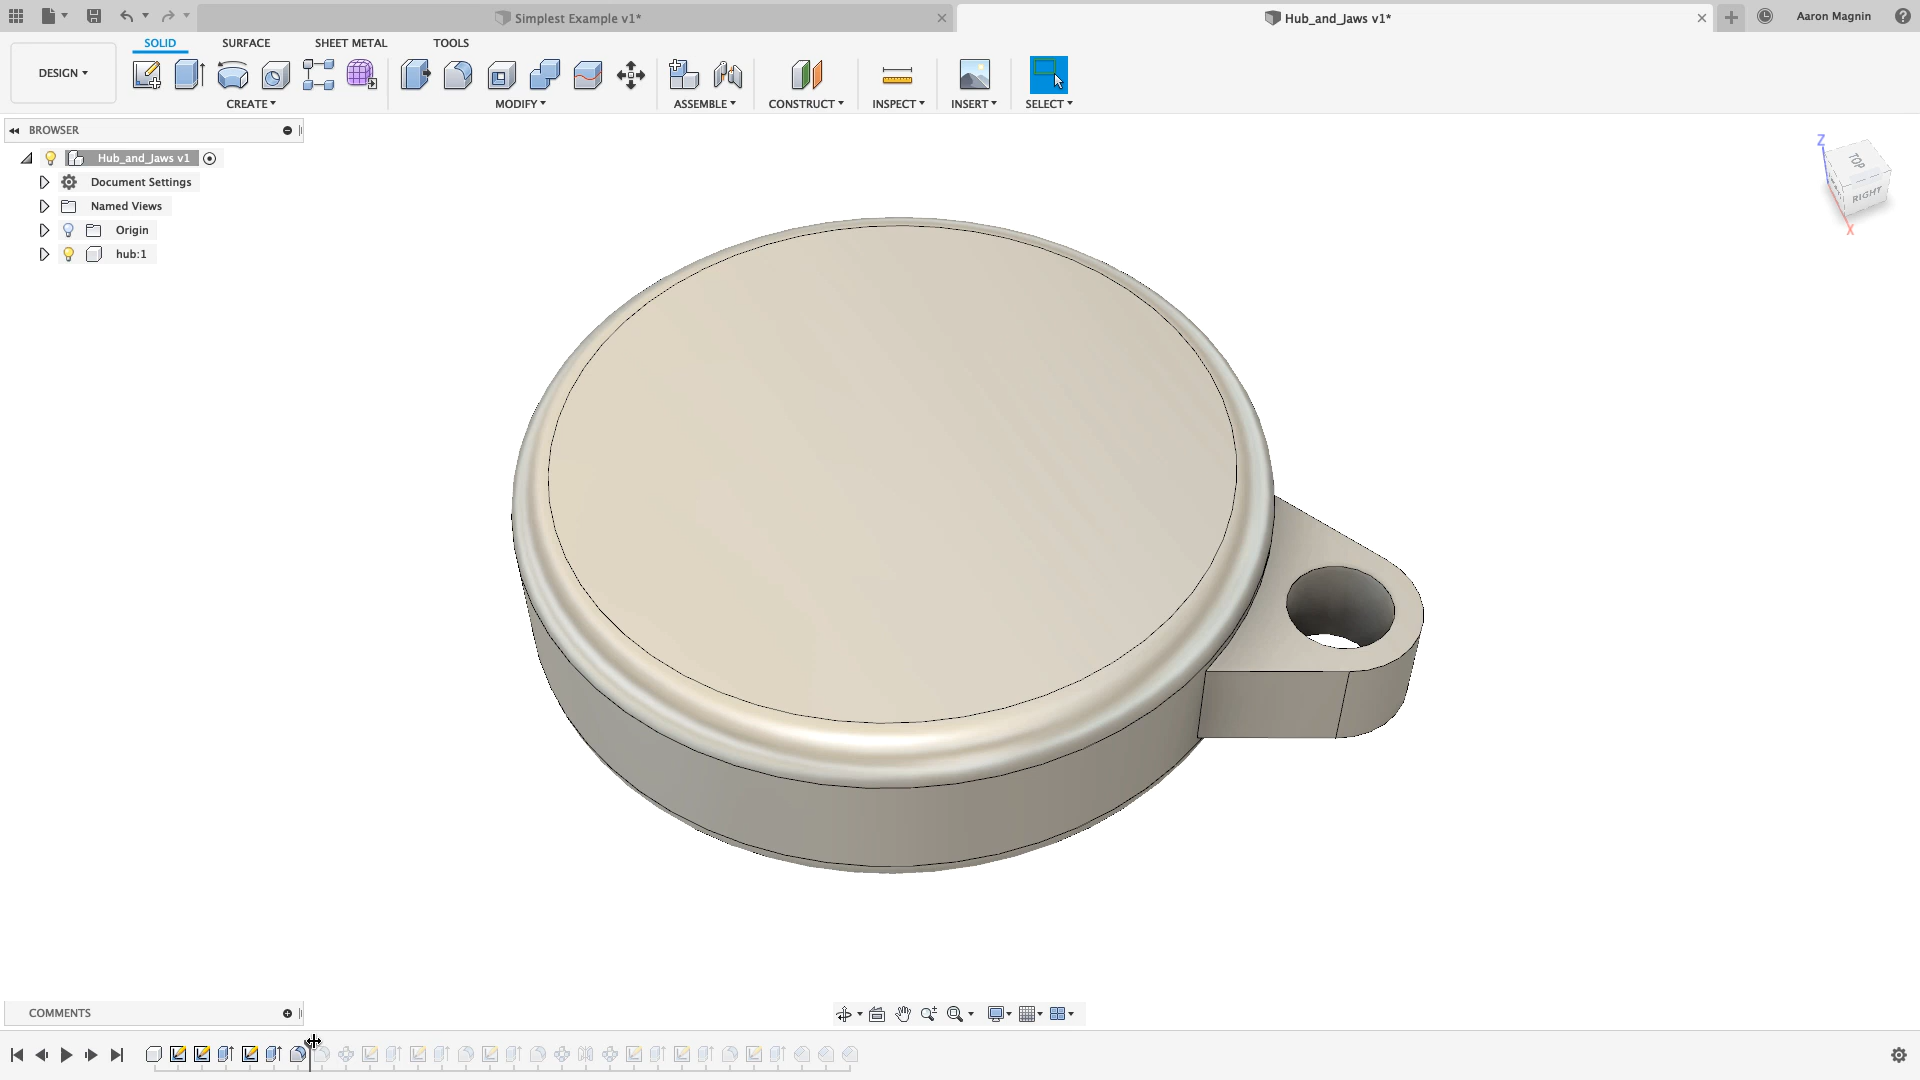 Simplest Example v1*
Hub_and_Jaws v1*
Aaron Magnin
SOLID
SURFACE
SHEET METAL
TOOLS
DESIGN
CREATE
MODIFY
ASSEMBLE
CONSTRUCT
INSPECT
INSERT
SELECT
BROWSER
Hub_and_Jaws v1
Document Settings
Named Views
Origin
hub:1
Z
TOP
RIGHT
X
COMMENTS